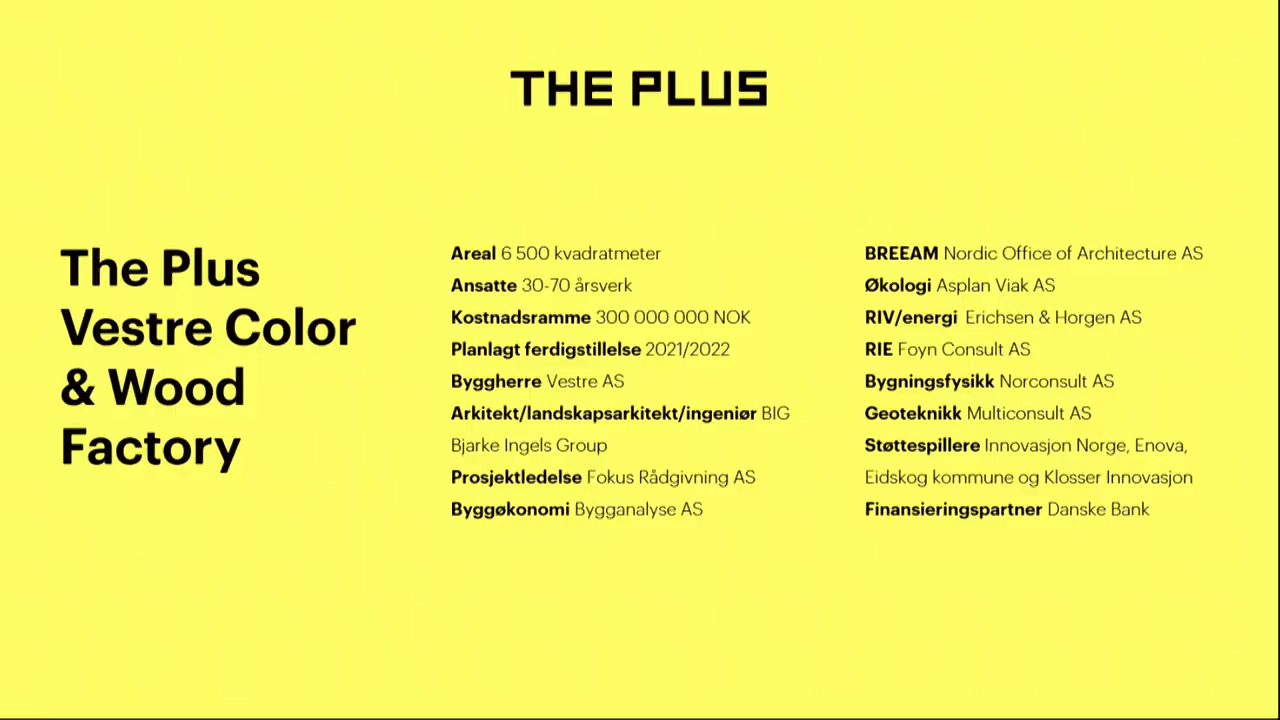 THE PLUS
The Plus
Vestre Color
& Wood
Factory
Areal 6 500 kvadratmeter
Ansatte 30-70 årsverk
Kostnadsramme 300 000 000 NOK
Planlagt ferdigstillelse 2021/2022
Byggherre Vestre AS
Arkitekt/landskapsarkitekt/ingeniør BIG
Bjarke Ingels Group
Prosjektledelse Fokus Rådgivning AS
Byggøkonomi Bygganalyse AS
BREEAM Nordic Office of Architecture AS
Økologi Asplan Viak AS
RIV/energi Erichsen & Horgen AS
RIE Foyn Consult AS
Bygningsfysikk Norconsult AS
Geoteknikk Multiconsult AS
Støttespillere Innovasjon Norge, Enova,
Eidskog kommune og Klosser Innovasjon
Finansieringspartner Danske Bank